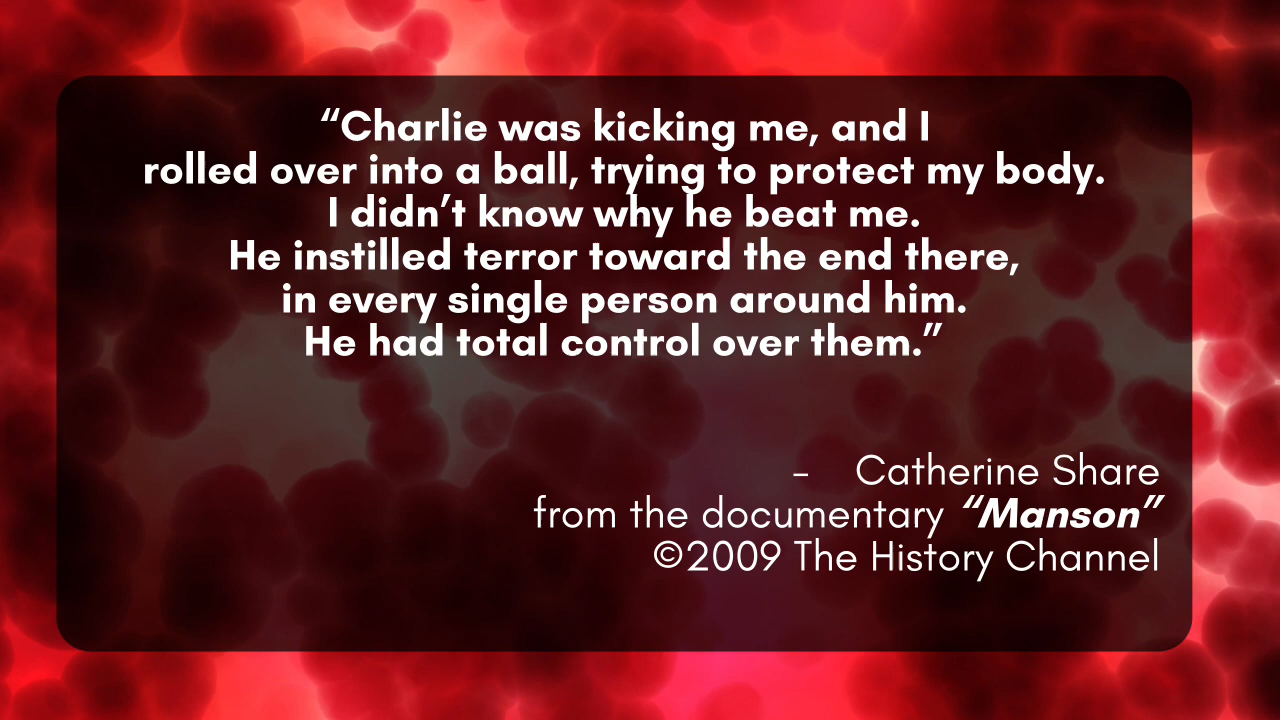 “Charlie was kicking me, and I
rolled over into a ball, trying to protect my body.
I didn’t know why he beat me.
He instilled terror toward the end there,
in every single person around him.
He had total control over them.”
- Catherine Share
from the documentary “Manson”
©2009 The History Channel